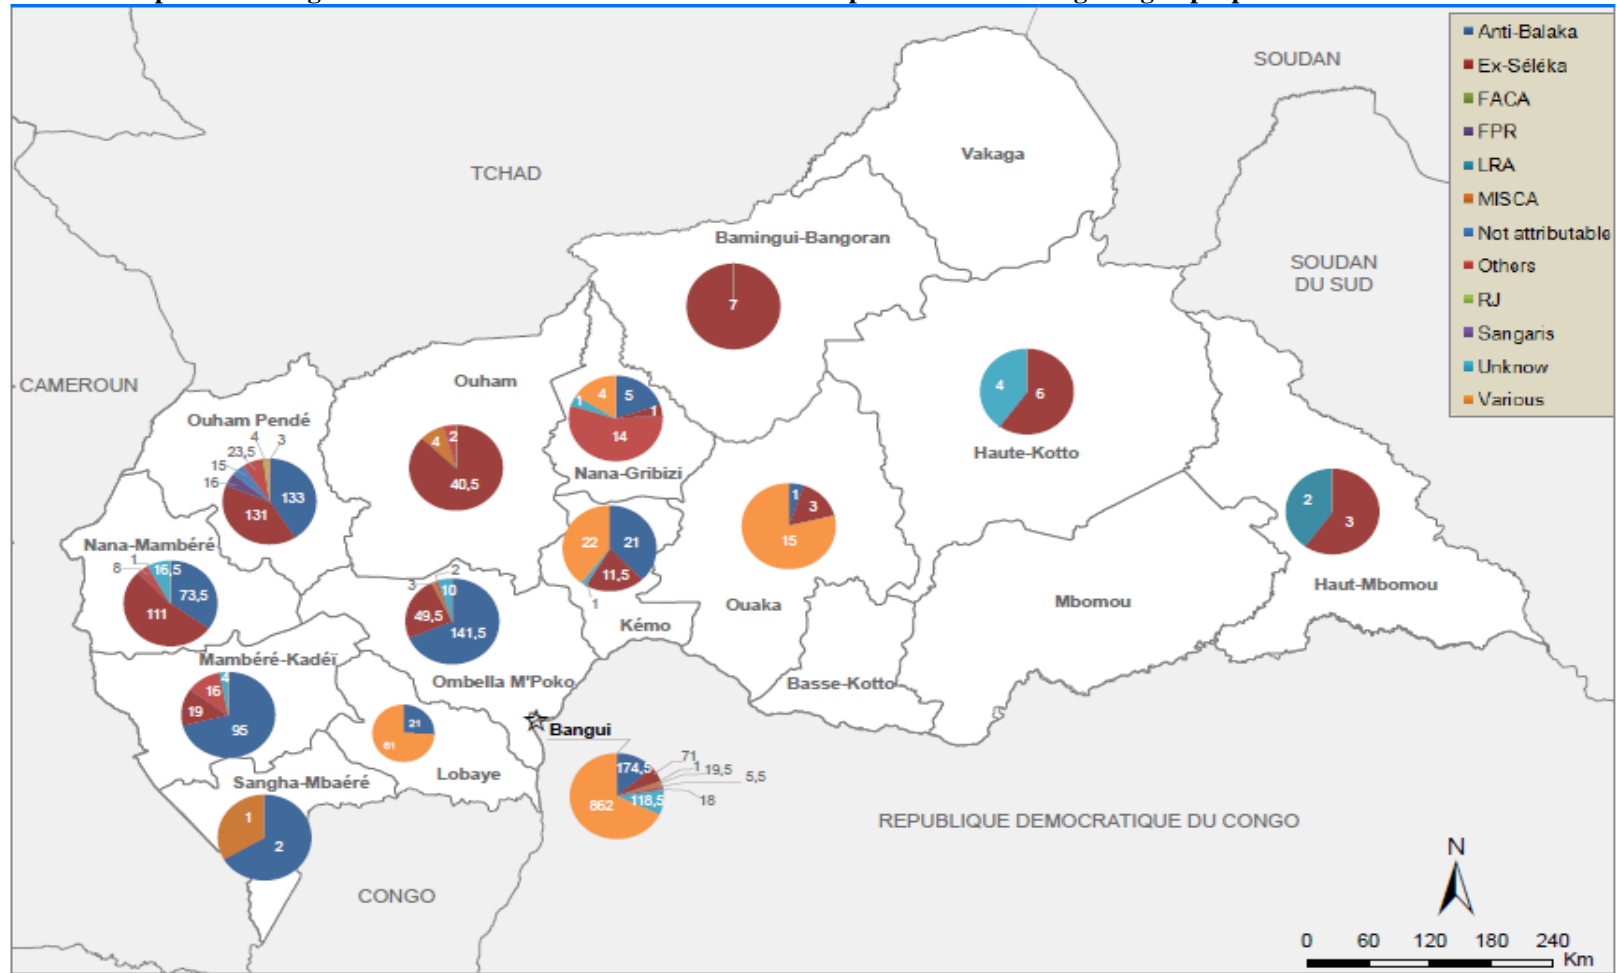 Anti-Balaka
Ex-Séléka
FACA
FPR
LRA
MISCA
Not attributable
Others
RJ
Sangaris
Unknow
Various
SOUDAN
Vakaga
TCHAD
Bamingui-Bangoran
7
SOUDAN
DU SUD
CAMEROUN
Ouham
5
1
14
1
4
Nana-Gribizi
4
6
Haute-Kotto
Ouham Pendé
4
3
23,5
15
16
133
131
4
2
40,5
1
3
15
Ouaka
2
3
Haut-Mbomou
Nana-Mambéré
1
8
16,5
73,5
111
22
21
11,5
1
Kémo
3
2
10
49,5
141,5
Ombella M'Poko
Mbomou
Basse-Kotto
Mambéré-Kadéï
4
16
19
95
21
61
Lobaye
Bangui
174,5
71
1
19,5
5,5
18
118,5
862
Sangha-Mbaéré
1
2
REPUBLIQUE DEMOCRATIQUE DU CONGO
CONGO
N
0 60 120 180 240
Km